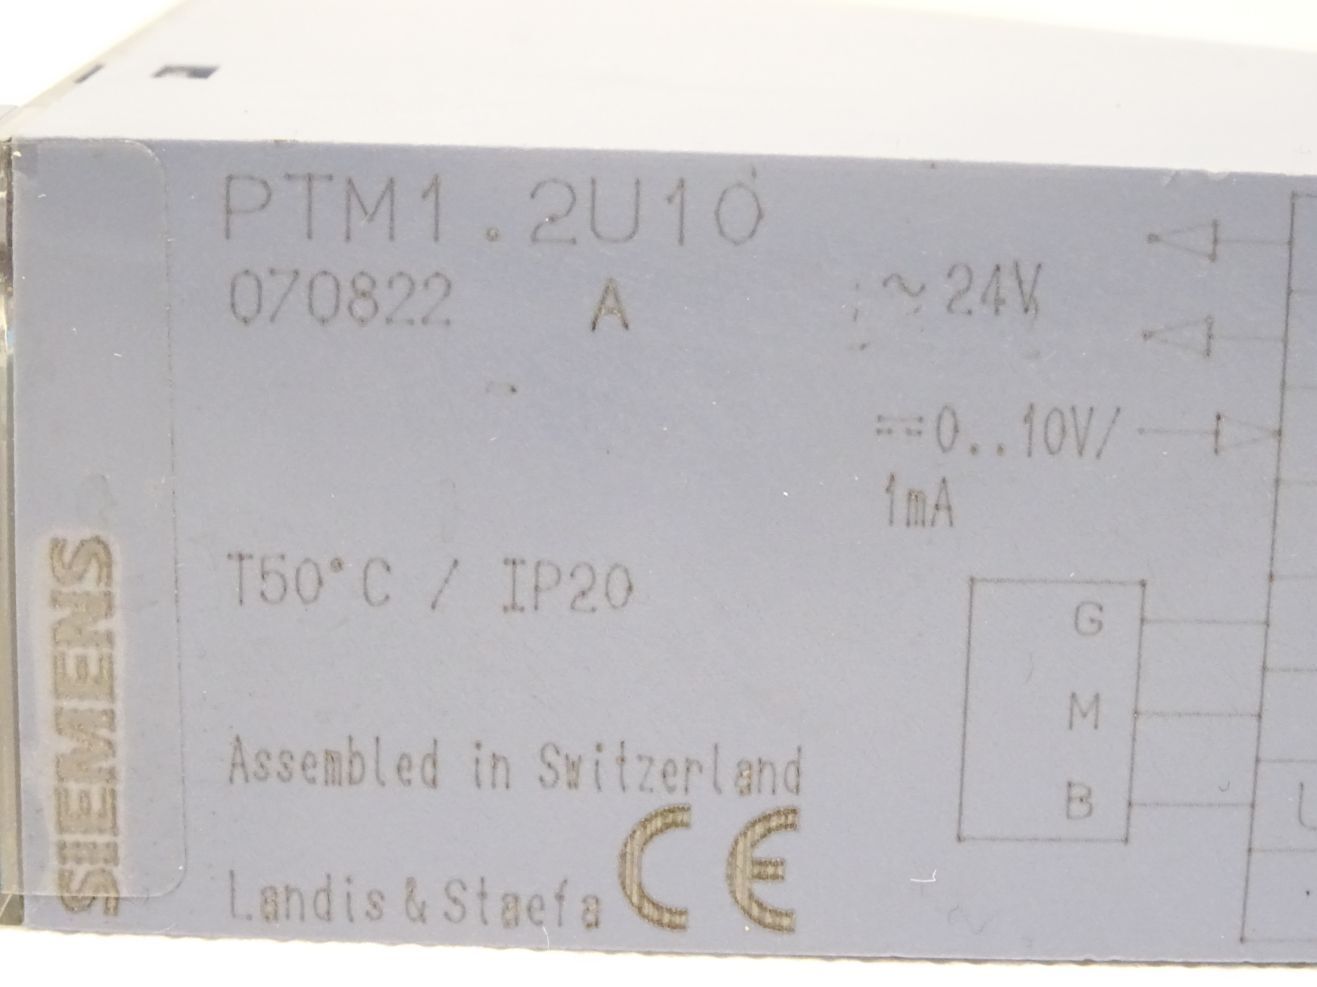 PTM1.2U10
070822 A
~24V
⎓0..10V/
1mA
T50°C / IP20
G
M
B
U
Assembled in Switzerland
Landis & Staefa CE
SIEMENS